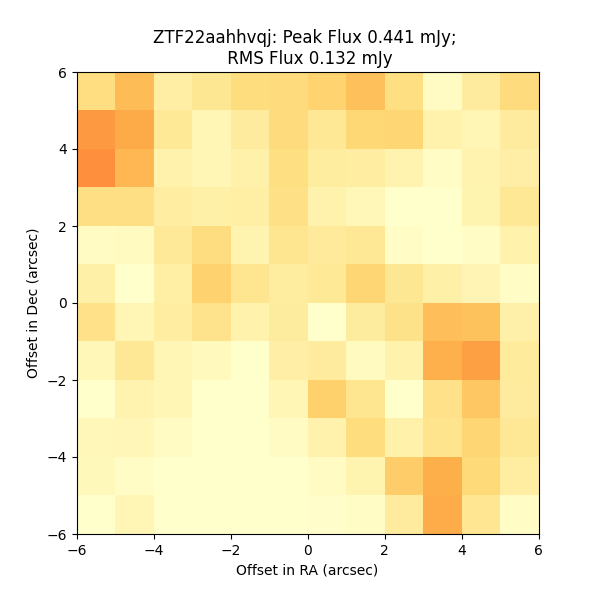 ZTF22aahhvqj: Peak Flux 0.441 mJy;
RMS Flux 0.132 mJy
6
4
2
0
−2
−4
−6
Offset in Dec (arcsec)
−6 −4 −2 0 2 4 6
Offset in RA (arcsec)